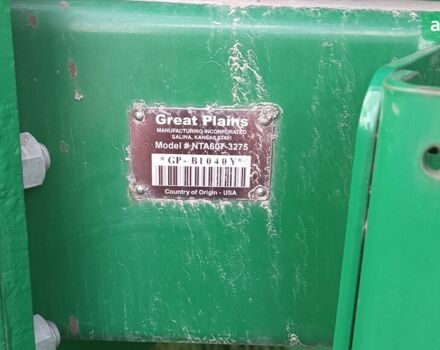 a
Great Plains
MANUFACTURING INCORPORATED
SALINA, KANSAS 67401
Model # NTA607-3275
*GP-B1040Y*
Country of Origin - USA